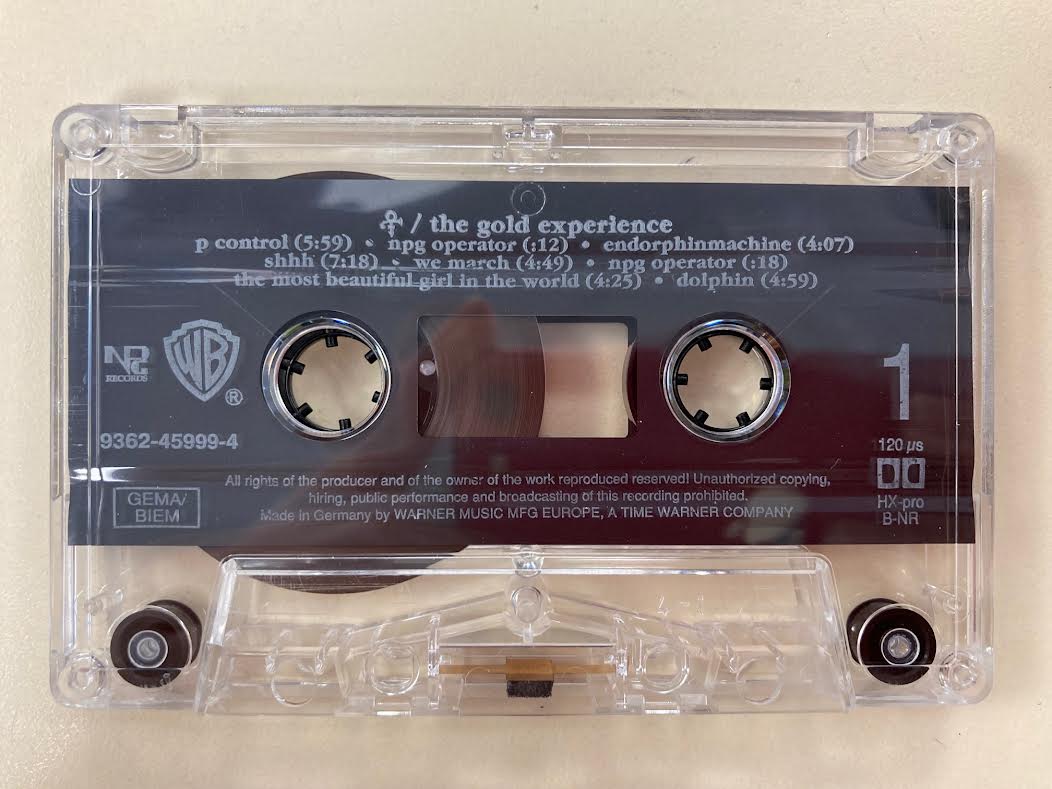 / the gold experience
p control (5:59) • npg operator (:12) • endorphinmachine (4:07)
shhh (7:18) • we march (4:49) • npg operator (:18)
the most beautiful girl in the world (4:25) • dolphin (4:59)
NPG
RECORDS
WB
®
1
9362-45999-4
120 µs
All rights of the producer and of the owner of the work reproduced reserved! Unauthorized copying,
hiring, public performance and broadcasting of this recording prohibited.
Made in Germany by WARNER MUSIC MFG EUROPE, A TIME WARNER COMPANY
GEMA/
BIEM
HX-pro
B-NR